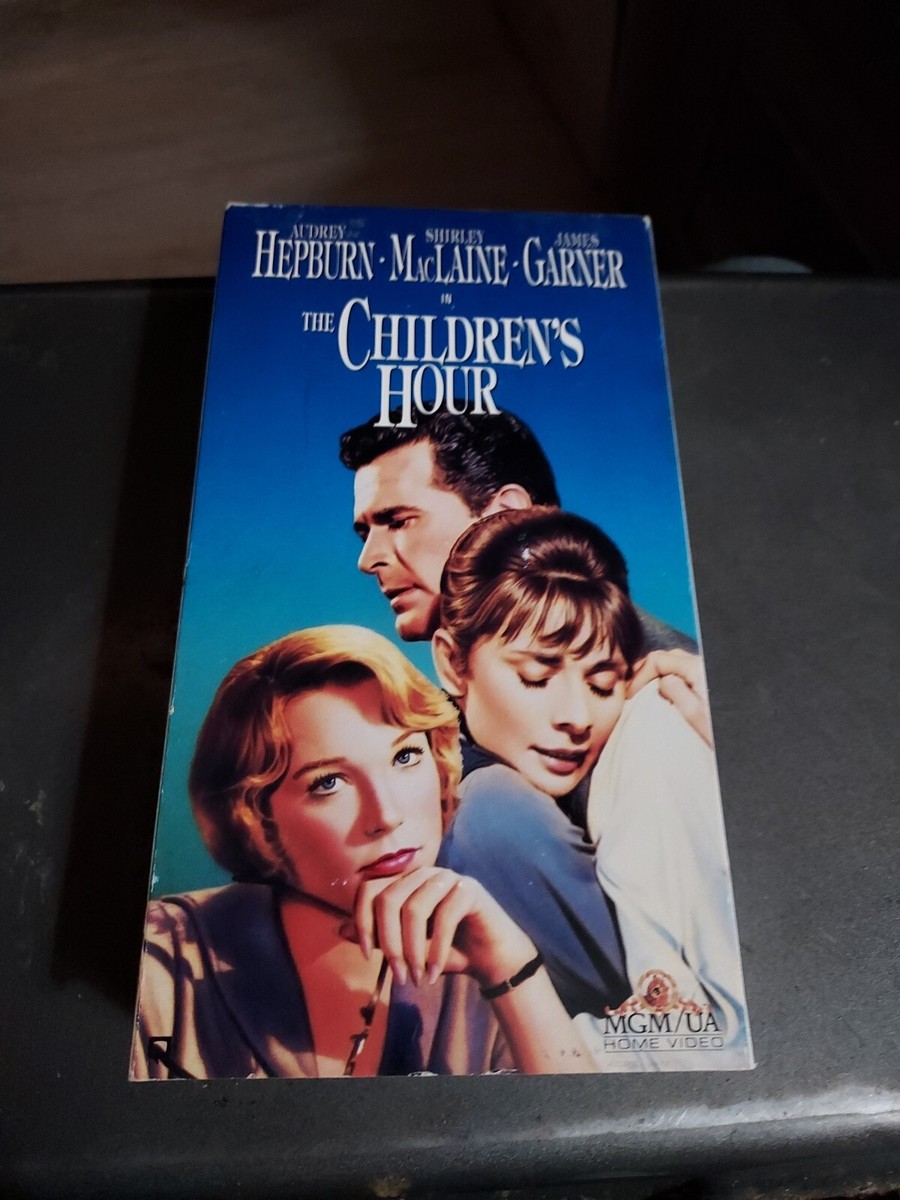 AUDREY SHIRLEY JAMES
HEPBURN · MACLAINE · GARNER
IN
THE CHILDREN'S
HOUR
MGM/UA
HOME VIDEO